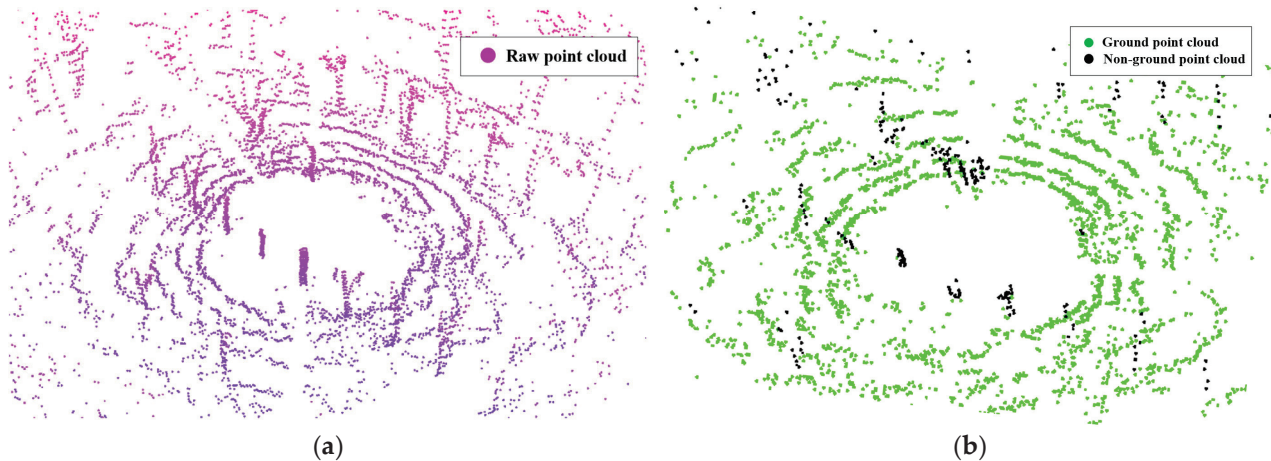 Raw point cloud
Ground point cloud
Non-ground point cloud
(a)
(b)